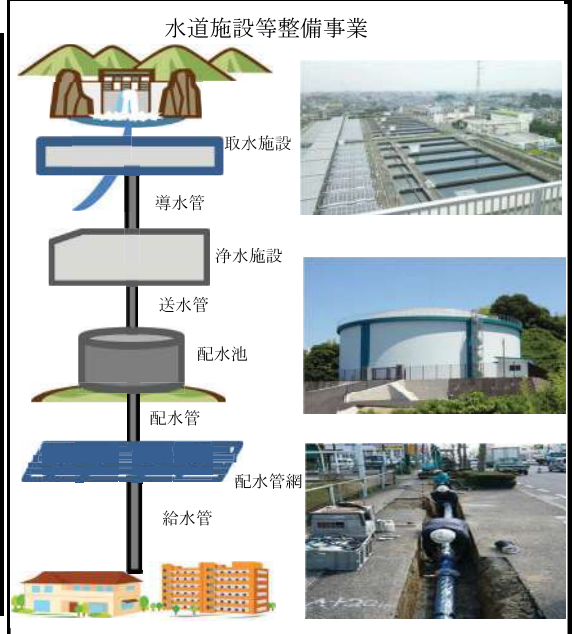 水道施設等整備事業
取水施設
導水管
浄水施設
送水管
配水池
配水管
配水管網
給水管